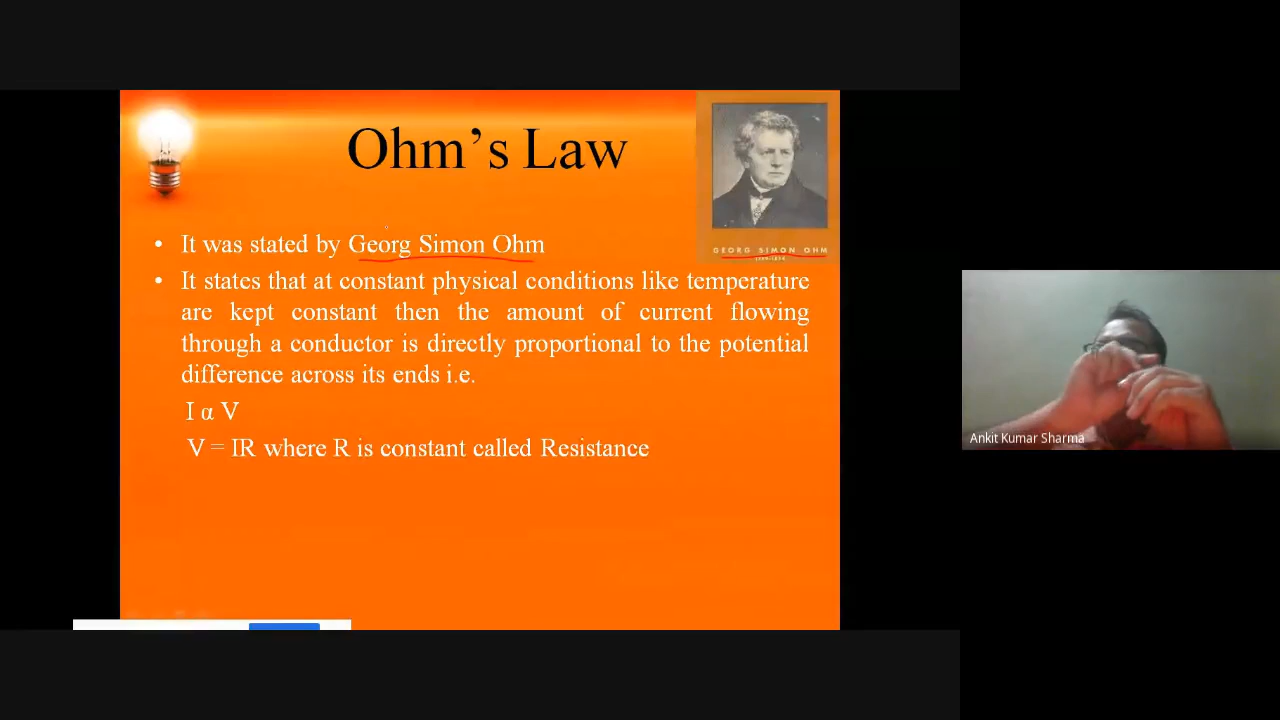 Ohm’s Law
GEORG SIMON OHM
• It was stated by Georg Simon Ohm
• It states that at constant physical conditions like temperature
are kept constant then the amount of current flowing
through a conductor is directly proportional to the potential
difference across its ends i.e.
I α V
V = IR where R is constant called Resistance
Ankit Kumar Sharma